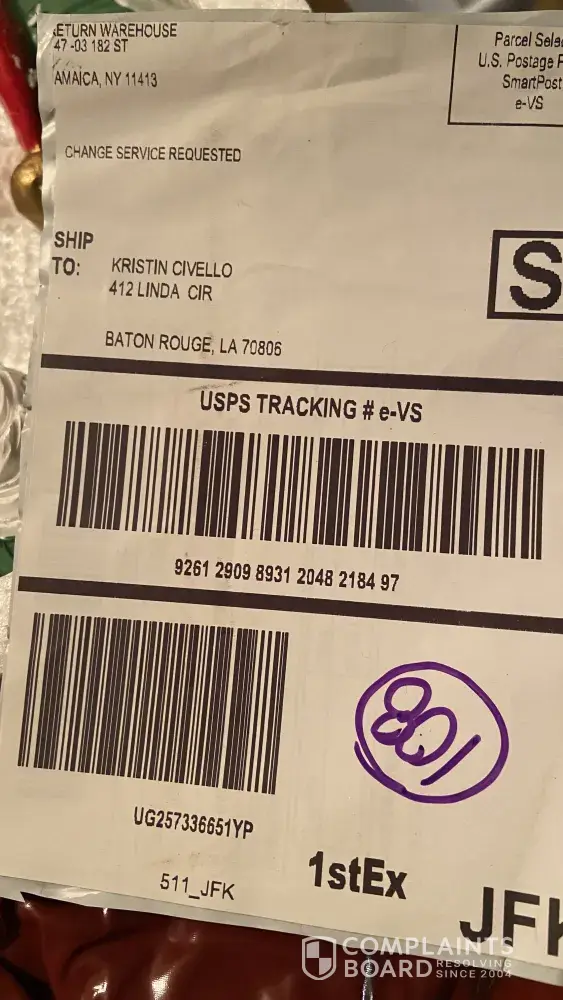 ETURN WAREHOUSE
47 -03 182 ST
AMAICA, NY 11413
Parcel Sele
U.S. Postage P
SmartPost
e-VS
CHANGE SERVICE REQUESTED
S
SHIP
TO:
KRISTIN CIVELLO
412 LINDA CIR
BATON ROUGE, LA 70806
USPS TRACKING # e-VS
9261 2909 8931 2048 2184 97
801
UG257336651YP
511_JFK
1stEx
JFK
COMPLAINTS
BOARD RESOLVING
SINCE 2004